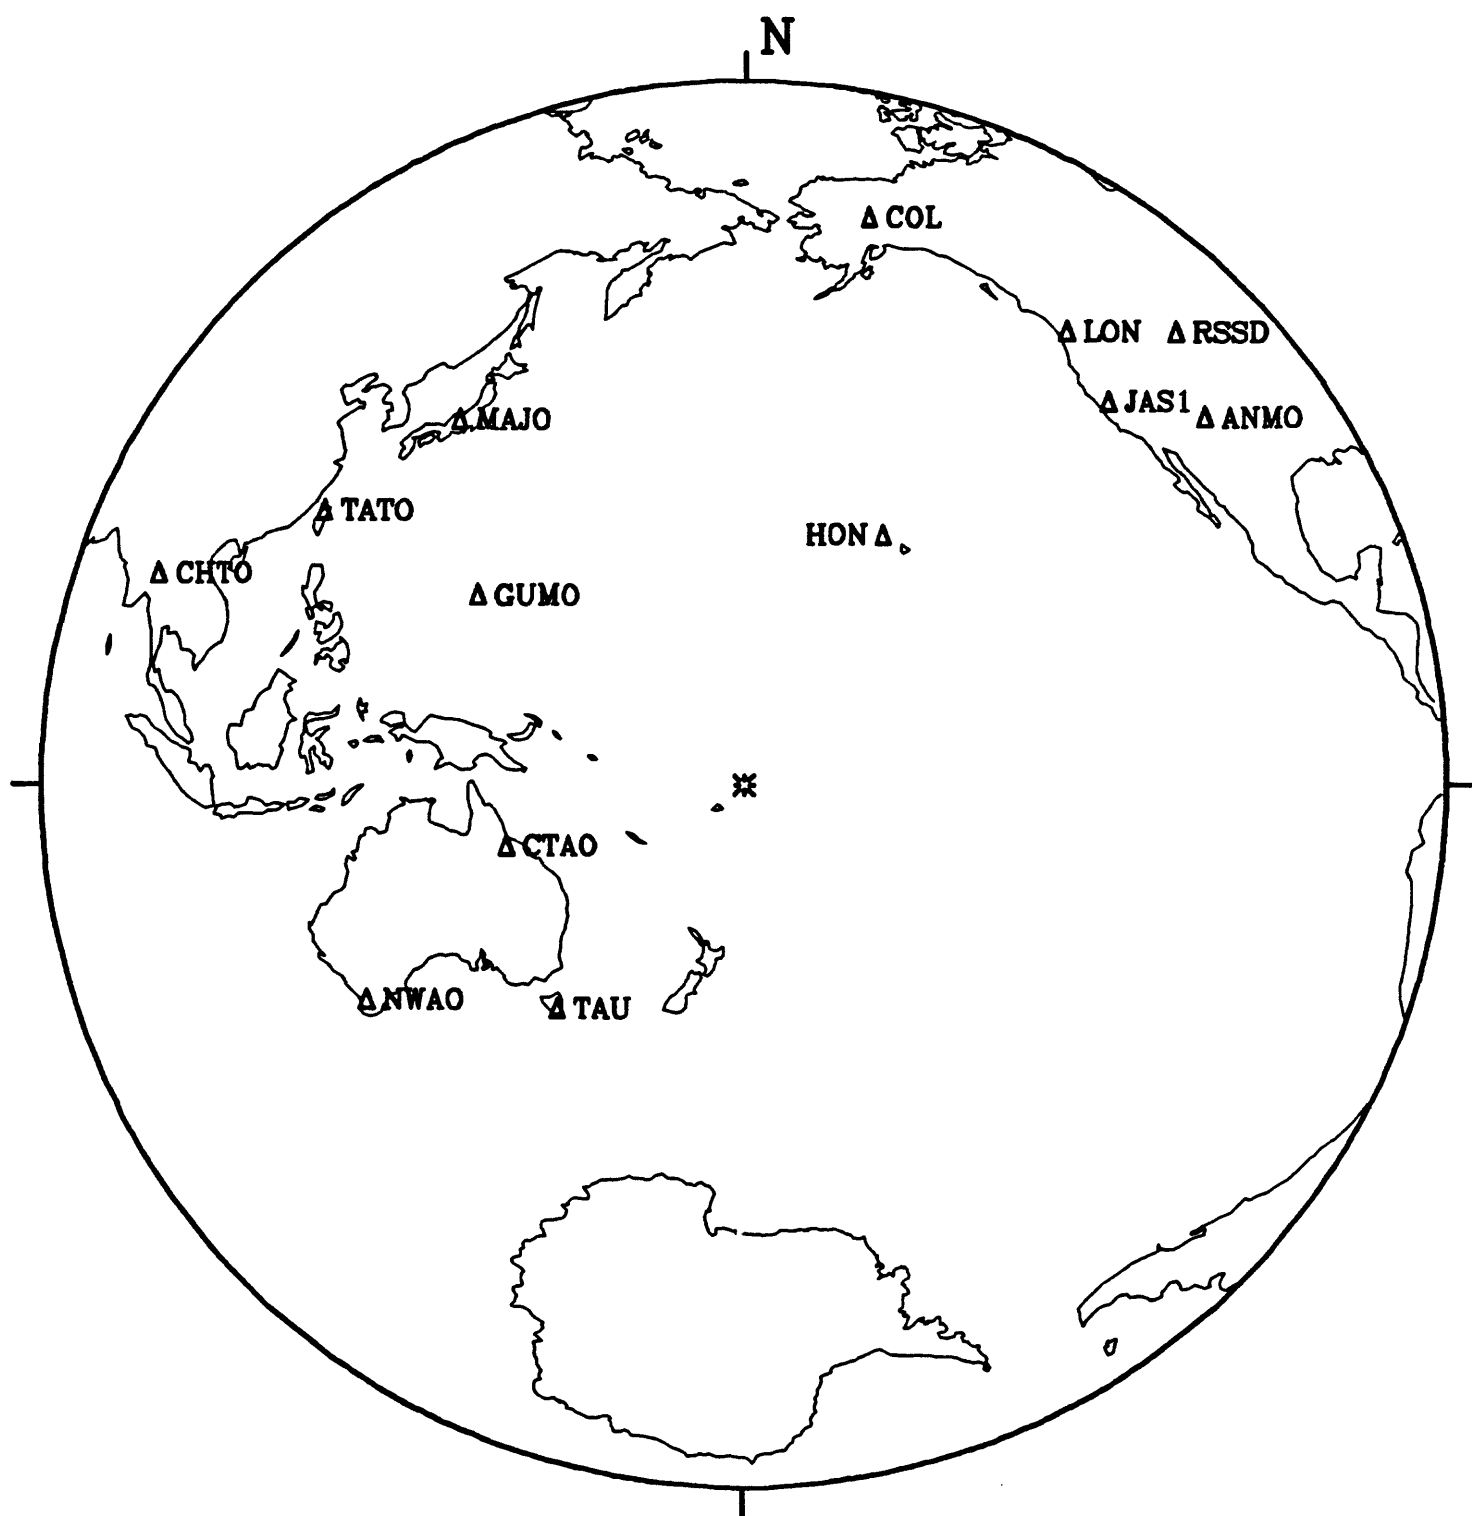 N
COL
LON
RSSD
JAS1
ANMO
MAJO
TATO
HON
CHTO
GUMO
CTAO
NWAO
TAU